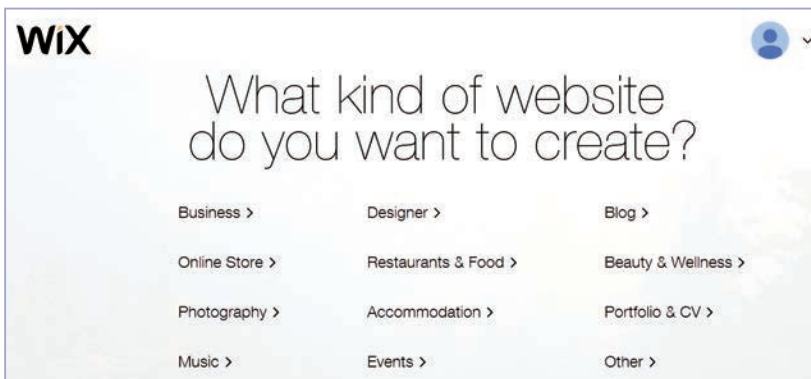 WiX
What kind of website
do you want to create?
Business >
Designer >
Blog >
Online Store >
Restaurants & Food >
Beauty & Wellness >
Photography >
Accommodation >
Portfolio & CV >
Music >
Events >
Other >